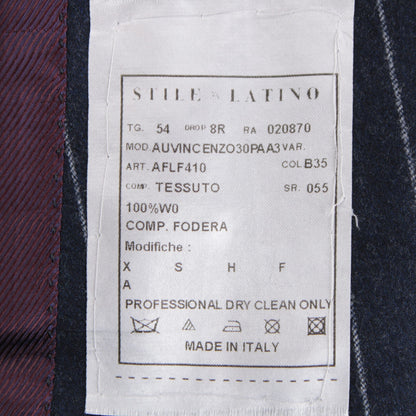 STILE LATINO
TG. 54 DROP 8R RA 020870
MOD. AUVINCENZO30PAA3 VAR.
ART. AFLF410 COL. B35
COMP. TESSUTO SR. 055
100%W0
COMP. FODERA
Modifiche :
X S H F
A
PROFESSIONAL DRY CLEAN ONLY
MADE IN ITALY